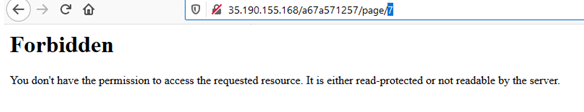 35.190.155.168/a67a571257/page/7
Forbidden
You don't have the permission to access the requested resource. It is either read-protected or not readable by the server.